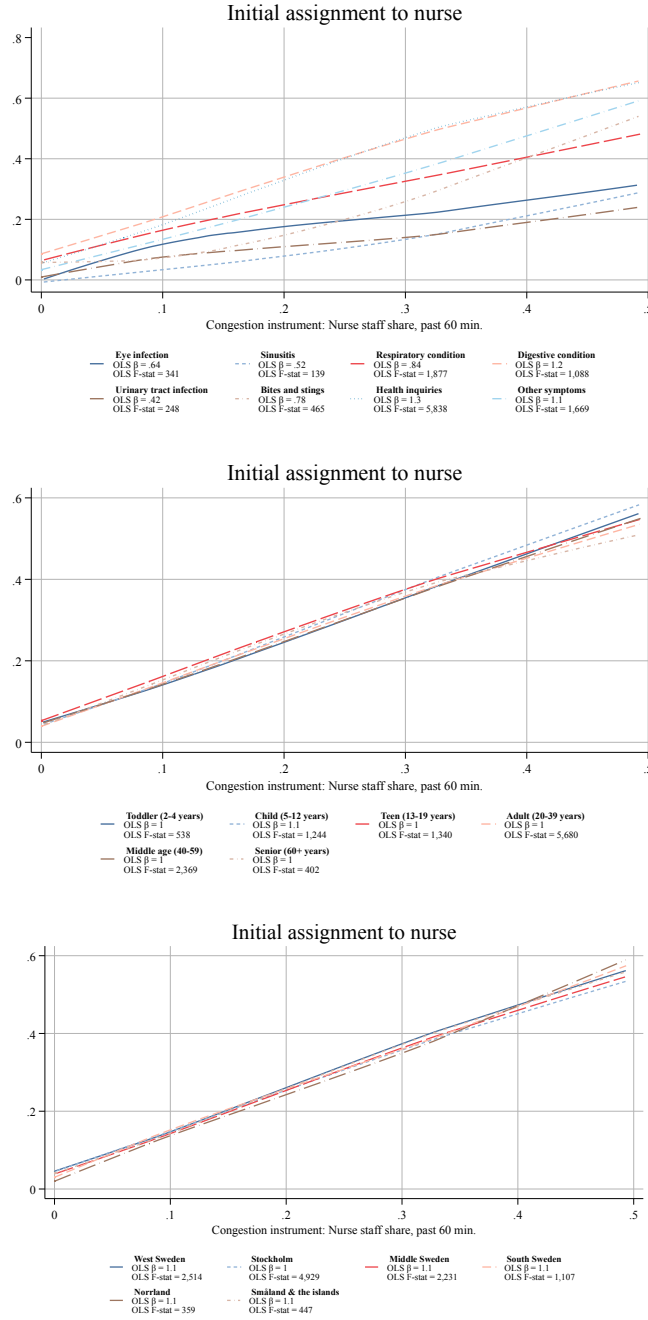 Initial assignment to nurse
.8
.6
.4
.2
0
0 .1 .2 .3 .4 .5
Congestion instrument: Nurse staff share, past 60 min.
Eye infection Sinusitis Respiratory condition Digestive condition
OLS β = .64 OLS β = .52 OLS β = .84 OLS β = 1.2
OLS F-stat = 341 OLS F-stat = 139 OLS F-stat = 1,877 OLS F-stat = 1,088
Urinary tract infection Bites and stings Health inquiries Other symptoms
OLS β = .42 OLS β = .78 OLS β = 1.3 OLS β = 1.1
OLS F-stat = 248 OLS F-stat = 465 OLS F-stat = 5,838 OLS F-stat = 1,669
Initial assignment to nurse
.6
.4
.2
0
0 .1 .2 .3 .4 .5
Congestion instrument: Nurse staff share, past 60 min.
Toddler (2-4 years) Child (5-12 years) Teen (13-19 years) Adult (20-39 years)
OLS β = 1 OLS β = 1.1 OLS β = 1 OLS β = 1
OLS F-stat = 538 OLS F-stat = 1,244 OLS F-stat = 1,340 OLS F-stat = 5,680
Middle age (40-59) Senior (60+ years)
OLS β = 1 OLS β = 1
OLS F-stat = 2,369 OLS F-stat = 402
Initial assignment to nurse
.6
.4
.2
0
0 .1 .2 .3 .4 .5
Congestion instrument: Nurse staff share, past 60 min.
West Sweden Stockholm Middle Sweden South Sweden
OLS β = 1.1 OLS β = 1 OLS β = 1.1 OLS β = 1.1
OLS F-stat = 2,514 OLS F-stat = 4,929 OLS F-stat = 2,231 OLS F-stat = 1,107
Norrland Småland & the islands
OLS β = 1.1 OLS β = 1.1
OLS F-stat = 359 OLS F-stat = 447